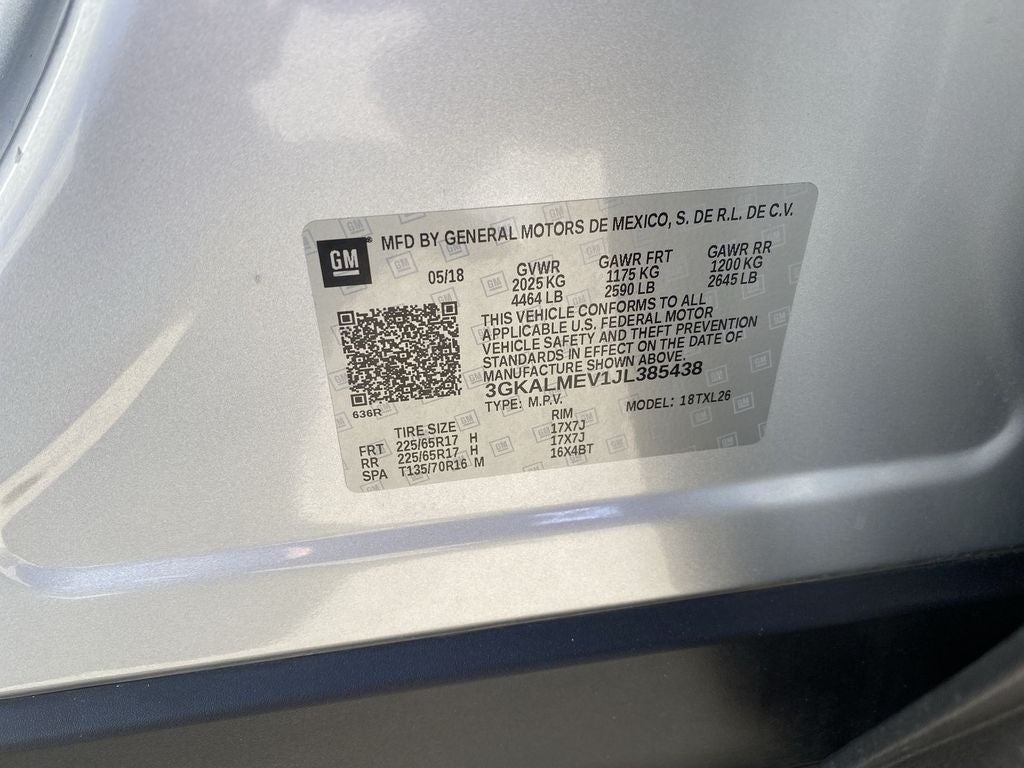 GM
MFD BY GENERAL MOTORS DE MEXICO, S. DE R.L. DE C.V.
05/18 GVWR GAWR FRT GAWR RR
2025 KG 1175 KG 1200 KG
4464 LB 2590 LB 2645 LB
THIS VEHICLE CONFORMS TO ALL
APPLICABLE U.S. FEDERAL MOTOR
VEHICLE SAFETY AND THEFT PREVENTION
STANDARDS IN EFFECT ON THE DATE OF
MANUFACTURE SHOWN ABOVE.
3GKALMEV1JL385438
TYPE: M.P.V. MODEL: 18TXL26
636R
TIRE SIZE RIM
FRT 225/65R17 H 17X7J
RR 225/65R17 H 17X7J
SPA T135/70R16 M 16X4BT